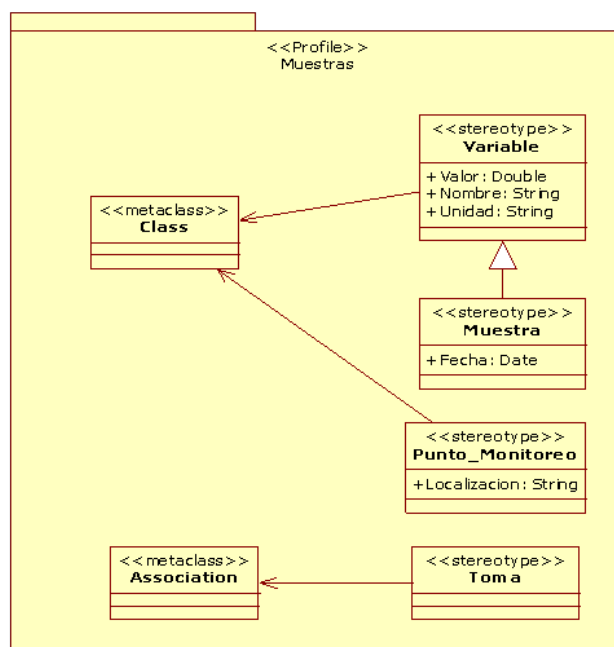 <<Profile>>
Muestras
<<stereotype>>
Variable
+ Valor: Double
+ Nombre: String
+ Unidad: String
<<metaclass>>
Class
<<stereotype>>
Muestra
+ Fecha: Date
<<stereotype>>
Punto_Monitoreo
+Localizacion: String
<<metaclass>>
Association
<<stereotype>>
Toma